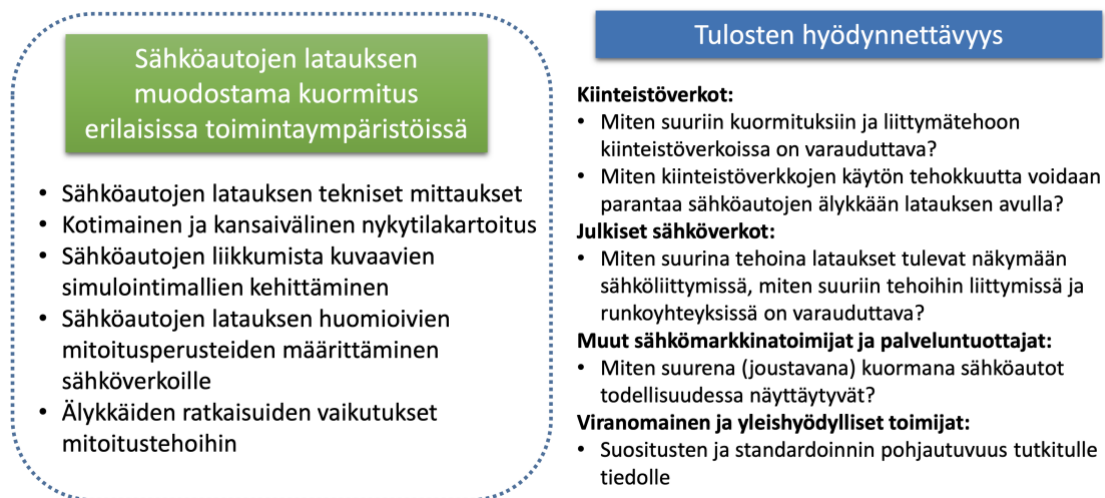 Sähköautojen latauksen
muodostama kuormitus
erilaisissa toimintaympäristöissä
• Sähköautojen latauksen tekniset mittaukset
• Kotimainen ja kansaivälinen nykytilakartoitus
• Sähköautojen liikkumista kuvaavien
simulointimallien kehittäminen
• Sähköautojen latauksen huomioivien
mitoitusperusteiden määrittäminen
sähköverkoille
• Älykkäiden ratkaisuiden vaikutukset
mitoitustehoihin
Tulosten hyödynnettävyys
Kiinteistöverkot:
• Miten suuriin kuormituksiin ja liittymätehoon
kiinteistöverkoissa on varauduttava?
• Miten kiinteistöverkkojen käytön tehokkuutta voidaan
parantaa sähköautojen älykkään latauksen avulla?
Julkiset sähköverkot:
• Miten suurina tehoina lataukset tulevat näkymään
sähköliittymissä, miten suuriin tehoihin liittymissä ja
runkoyhteyksissä on varauduttava?
Muut sähkömarkkinatoimijat ja palveluntuottajat:
• Miten suurena (joustavana) kuormana sähköautot
todellisuudessa näyttäytyvät?
Viranomainen ja yleishyödylliset toimijat:
• Suositusten ja standardoinnin pohjautuvuus tutkitulle
tiedolle